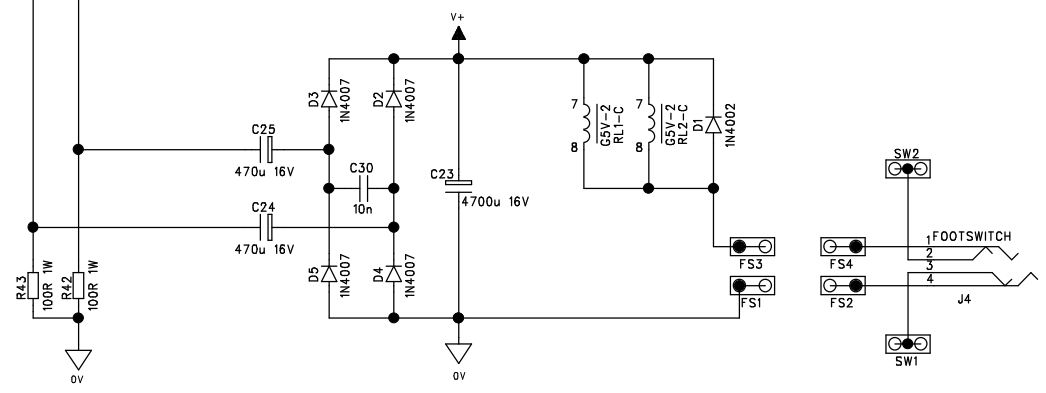 V+
D3
1N4007
D2
1N4007
7
8
G5V-2
RL1-C
7
8
G5V-2
RL2-C
D1
1N4002
C25
470u 16V
C30
10n
C23
4700u 16V
SW2
C24
470u 16V
1
FOOTSWITCH
2
3
4
J4
FS3
FS4
R43
100R 1W
R42
100R 1W
D5
1N4007
D4
1N4007
FS1
FS2
SW1
0V
0V